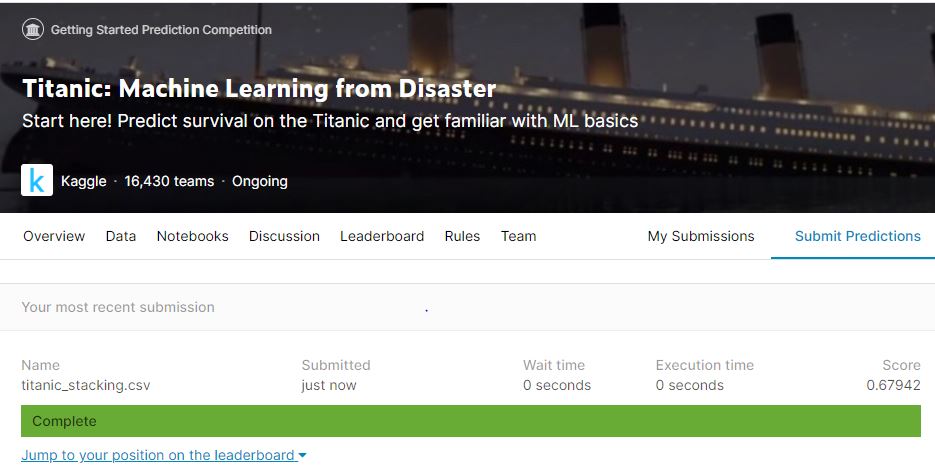 Getting Started Prediction Competition
Titanic: Machine Learning from Disaster
Start here! Predict survival on the Titanic and get familiar with ML basics
k Kaggle · 16,430 teams · Ongoing
Overview Data Notebooks Discussion Leaderboard Rules Team My Submissions Submit Predictions
Your most recent submission
Name Submitted Wait time Execution time Score
titanic_stacking.csv just now 0 seconds 0 seconds 0.67942
Complete
Jump to your position on the leaderboard